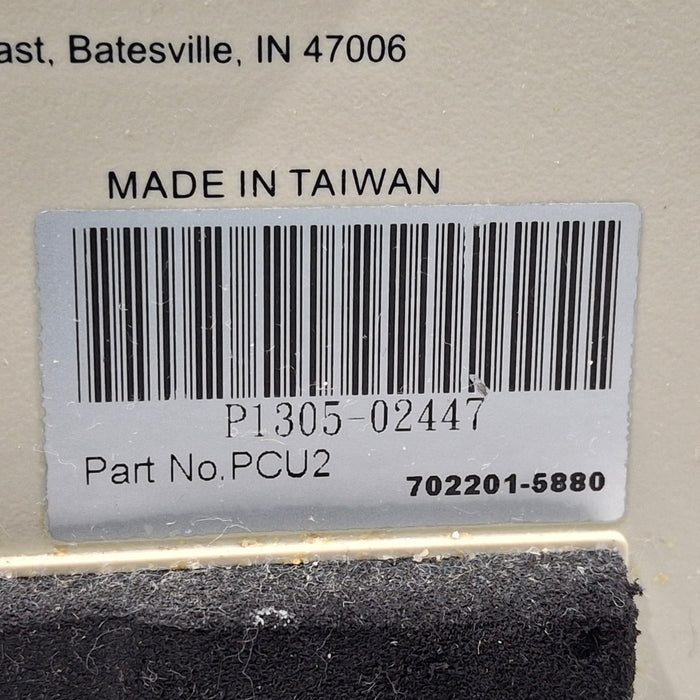 ast, Batesville, IN 47006
MADE IN TAIWAN
P1305-02447
Part No.PCU2
702201-5880